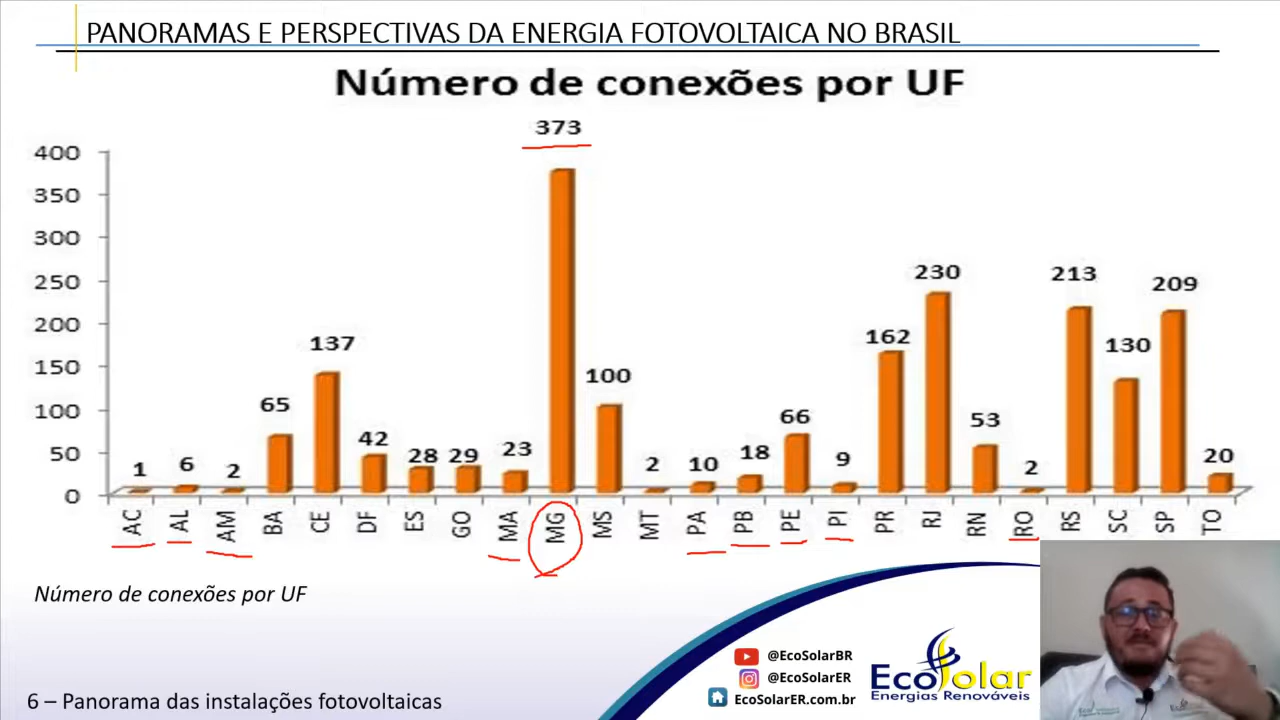 PANORAMAS E PERSPECTIVAS DA ENERGIA FOTOVOLTAICA NO BRASIL
Número de conexões por UF
400
350
300
250
200
150
100
50
0
1
6
2
65
137
42
28
29
23
373
100
2
10
18
66
9
162
230
53
2
213
130
209
20
AC
AL
AM
BA
CE
DF
ES
GO
MA
MG
MS
MT
PA
PB
PE
PI
PR
RJ
RN
RO
RS
SC
SP
TO
Número de conexões por UF
@EcoSolarBR
@EcoSolarER
EcoSolarER.com.br
EcoSolar
Energias Renováveis
6 – Panorama das instalações fotovoltaicas